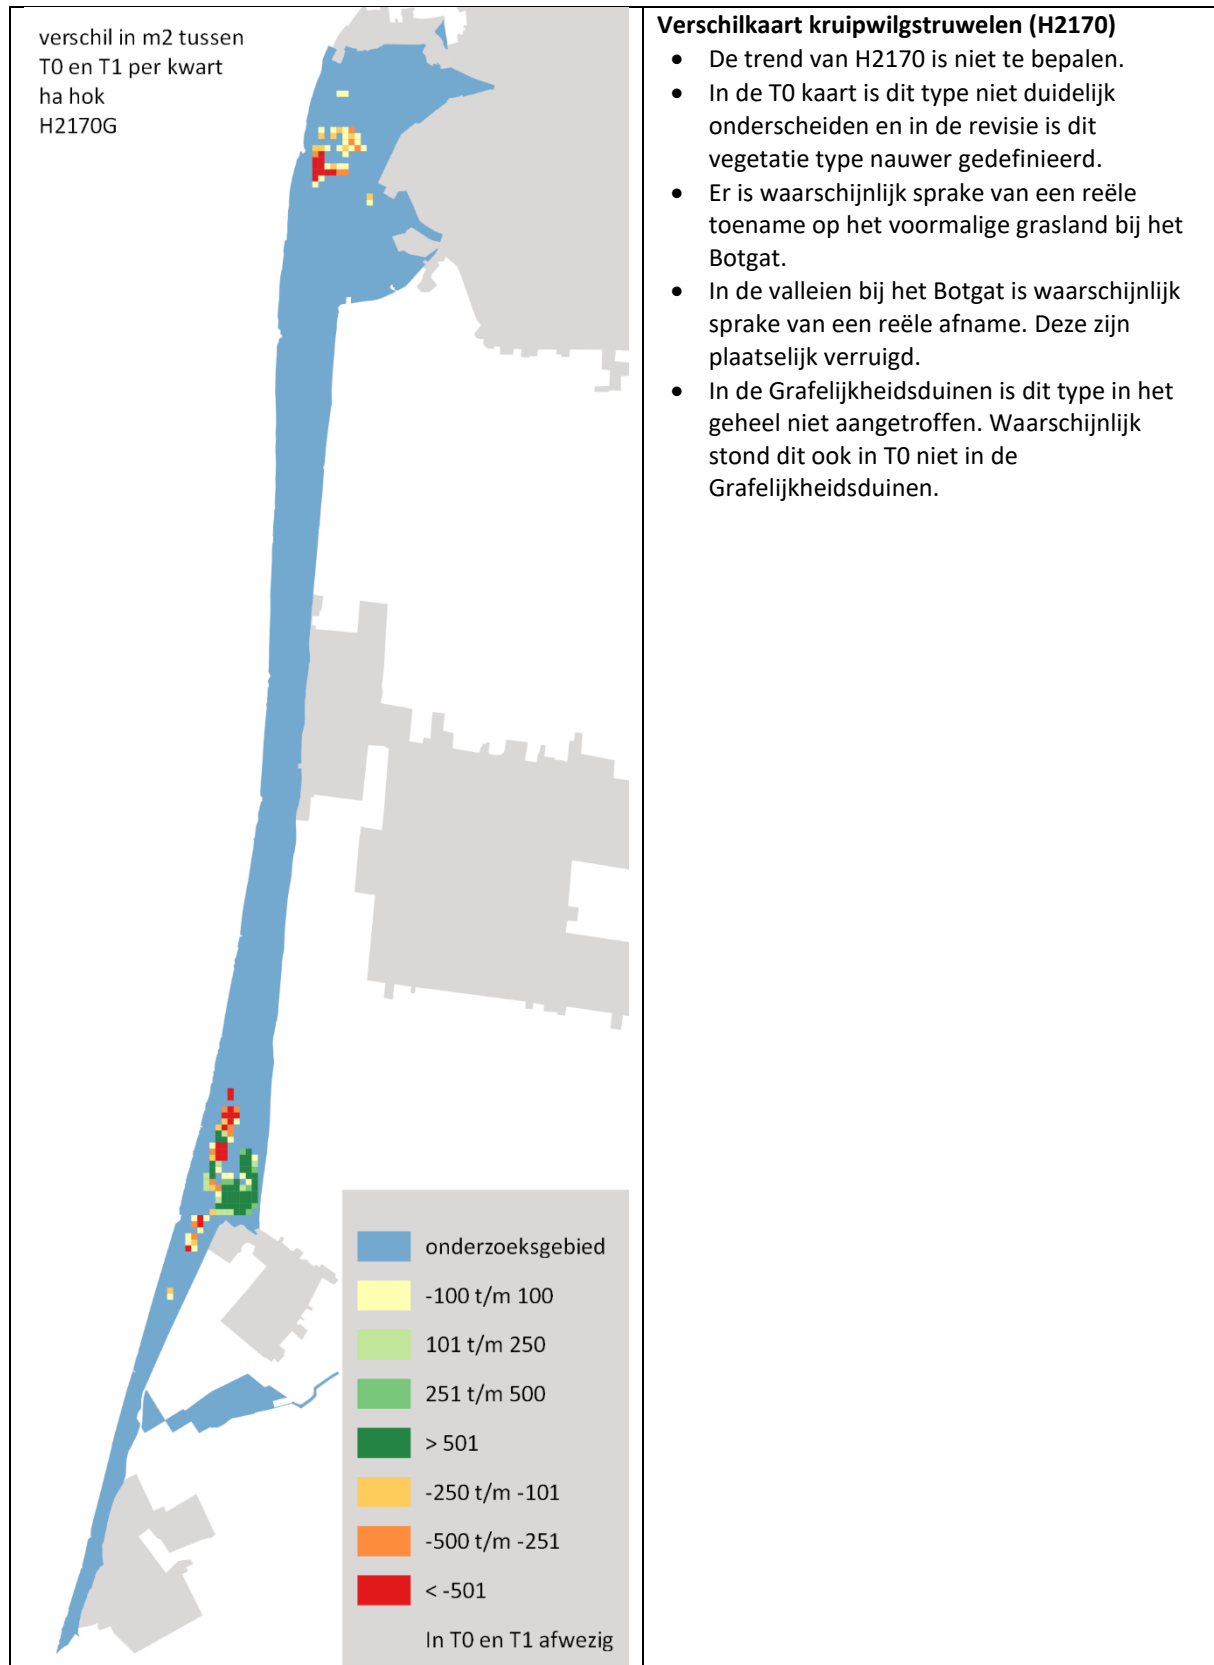 verschil in m2 tussen
T0 en T1 per kwart
ha hok
H2170G
onderzoeksgebied
-100 t/m 100
101 t/m 250
251 t/m 500
> 501
-250 t/m -101
-500 t/m -251
< -501
In T0 en T1 afwezig
Verschilkaart kruipwilgstruwelen (H2170)
• De trend van H2170 is niet te bepalen.
• In de T0 kaart is dit type niet duidelijk
onderscheiden en in de revisie is dit
vegetatie type nauwer gedefinieerd.
• Er is waarschijnlijk sprake van een reële
toename op het voormalige grasland bij het
Botgat.
• In de valleien bij het Botgat is waarschijnlijk
sprake van een reële afname. Deze zijn
plaatselijk verruigd.
• In de Grafelijkheidsduinen is dit type in het
geheel niet aangetroffen. Waarschijnlijk
stond dit ook in T0 niet in de
Grafelijkheidsduinen.